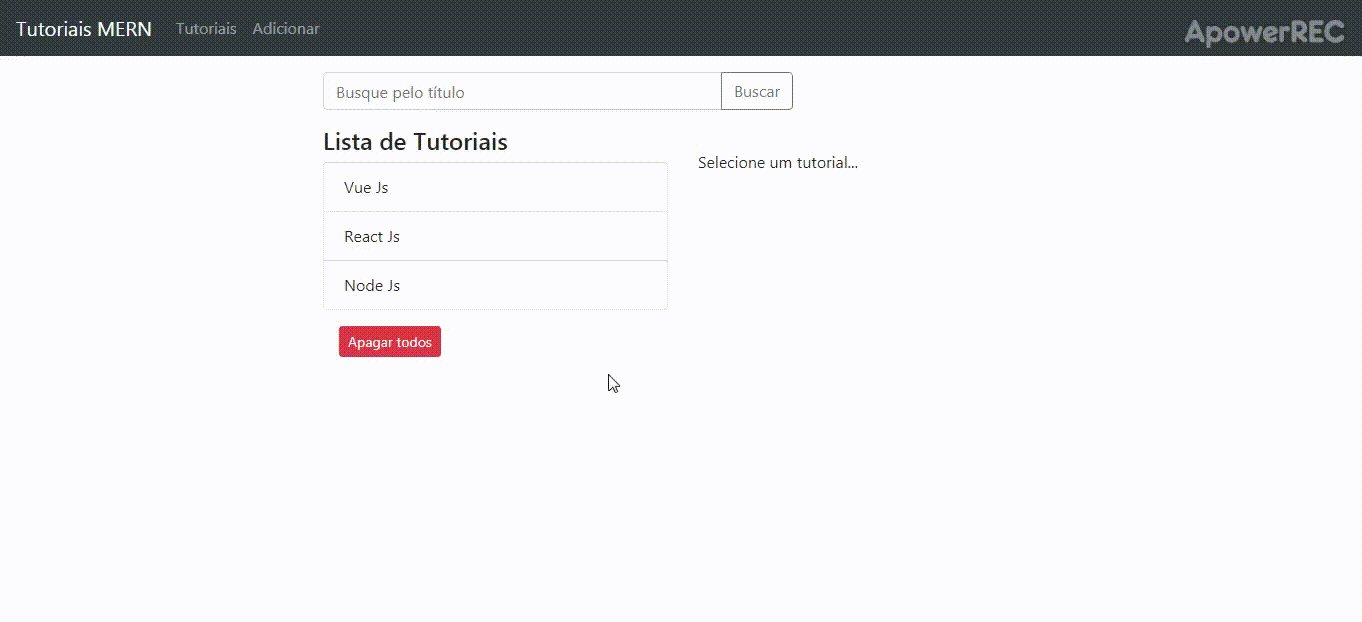 Tutoriais MERN Tutoriais Adicionar ApowerREC
Busque pelo título Buscar
Lista de Tutoriais
Selecione um tutorial...
Vue Js
React Js
Node Js
Apagar todos